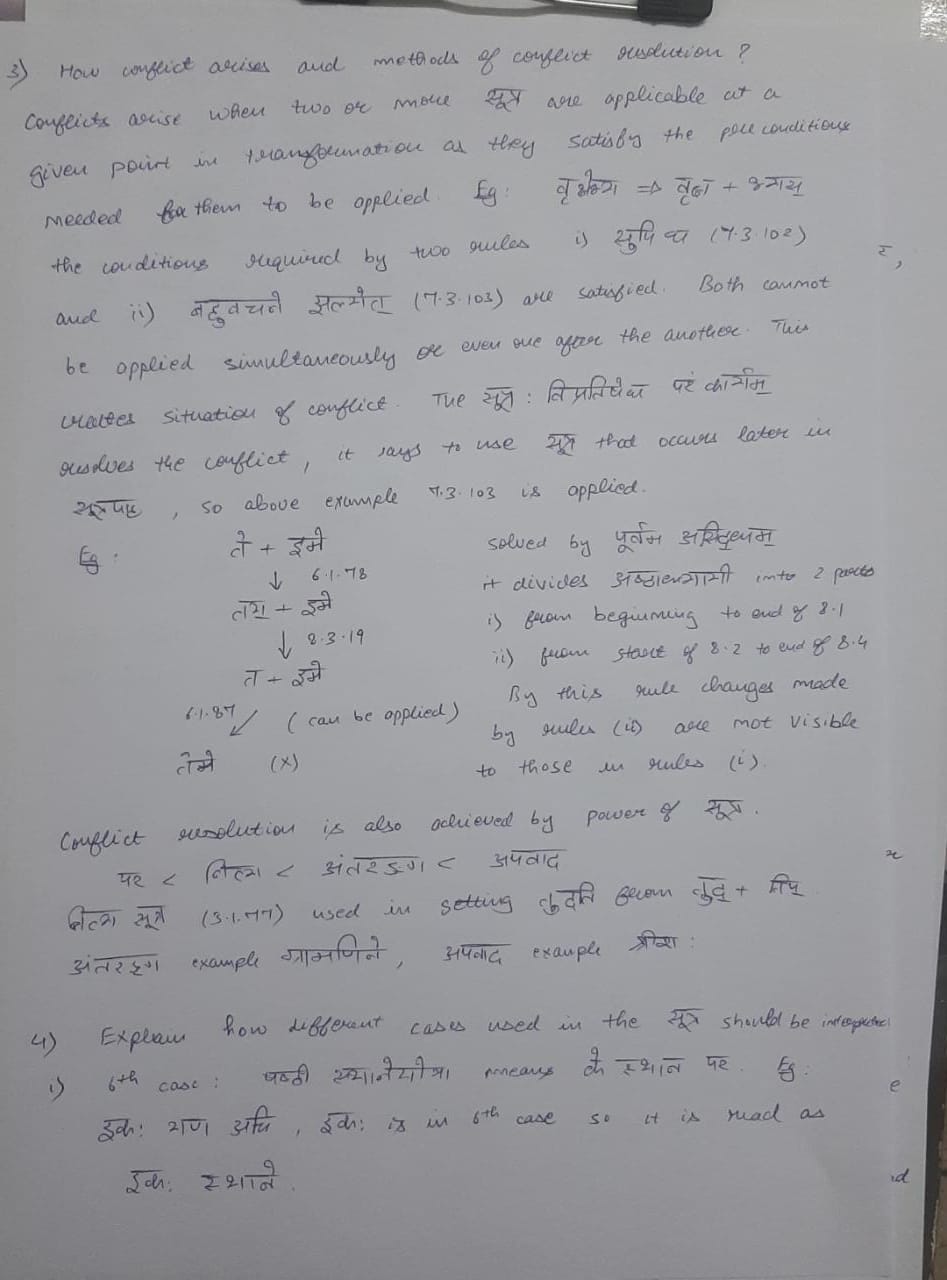 3) How conflict arises and methods of conflict resolution ?
Conflicts arise when two or more सूत्र are applicable at a
given point in transformation as they satisfy the pre conditions
needed for them to be applied. Eg: ⇒ वृक्ष + भ्यस्
the conditions required by two rules i) सुपि च (7.3.102)
and ii) बहुवचने झल्येत् (7.3.103) are satisfied. Both cannot
be applied simultaneously or even one after the another. This
creates situation of conflict. The सूत्र : विप्रतिषेधे परं कार्यम्
resolves the conflict, it says to use सूत्र that occurs later in
सूत्रपाठ, so above example 7.3.103 is applied.
Eg : ते + इमे
↓ 6.1.78
तय + इमे
↓ 8.3.19
त + इमे
6.1.87 ↙ (can be applied)
तेमे (x)
solved by पूर्वत्र असिद्धम्
it divides अष्टाध्यायी into 2 parts
i) from beginning to end of 8.1
ii) from start of 8.2 to end of 8.4
By this rule changes made
by rules (ii) are not visible
to those in rules (i).
Conflict resolution is also achieved by power of सूत्र.
पर < नित्य < अंतरङ्ग < अपवाद
नित्य सूत्र (3.1.77) used in setting तुदति from तुद् +
अंतरङ्ग example ग्रामणिने, अपवाद example श्रीश :
4) Explain how different cases used in the सूत्र should be interpreted
i) 6th case : षष्ठी स्थानेयोगा means के स्थान पर. Eg:
इक: यण अचि, इक: is in 6th case so it is read as
इक: स्थाने.